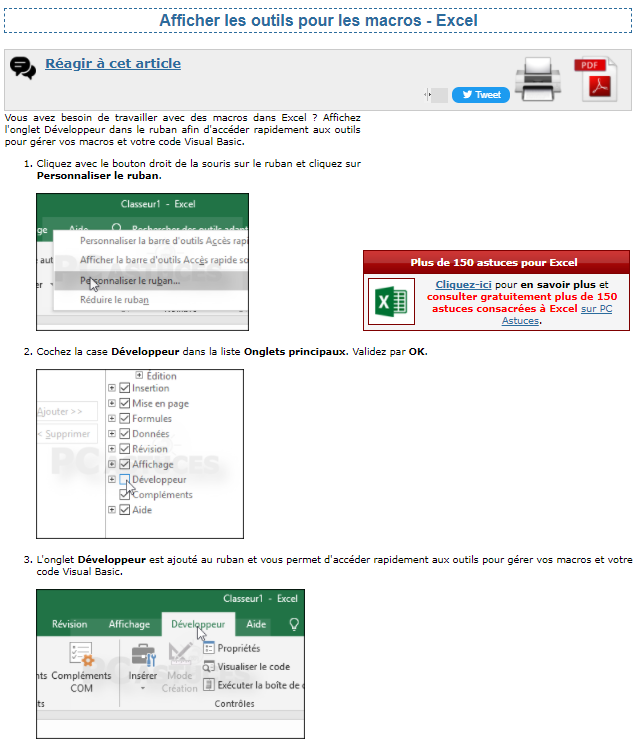 Afficher les outils pour les macros - Excel
Réagir à cet article
Tweet
PDF
Vous avez besoin de travailler avec des macros dans Excel ? Affichez
l'onglet Développeur dans le ruban afin d'accéder rapidement aux outils
pour gérer vos macros et votre code Visual Basic.
1. Cliquez avec le bouton droit de la souris sur le ruban et cliquez sur
Personnaliser le ruban.
Classeur1 - Excel
ge Aide Rechercher des outils adapt
Personnaliser la barre d'outils Accès rapi
aut Afficher la barre d'outils Accès rapide so
Personnaliser le ruban...
er Réduire le ruban
Plus de 150 astuces pour Excel
Cliquez-ici pour en savoir plus et
consulter gratuitement plus de 150
astuces consacrées à Excel sur PC
Astuces.
2. Cochez la case Développeur dans la liste Onglets principaux. Validez par OK.
Édition
Insertion
Ajouter >> Mise en page
Formules
< Supprimer Données
Révision
PC ASTUCES
Affichage
Développeur
Compléments
Aide
3. L'onglet Développeur est ajouté au ruban et vous permet d'accéder rapidement aux outils pour gérer vos macros et votre
code Visual Basic.
Classeur1 - Excel
Révision Affichage Développeur Aide
Propriétés
nts Compléments Insérer Mode Visualiser le code
COM Création Exécuter la boîte de d
ts Contrôles